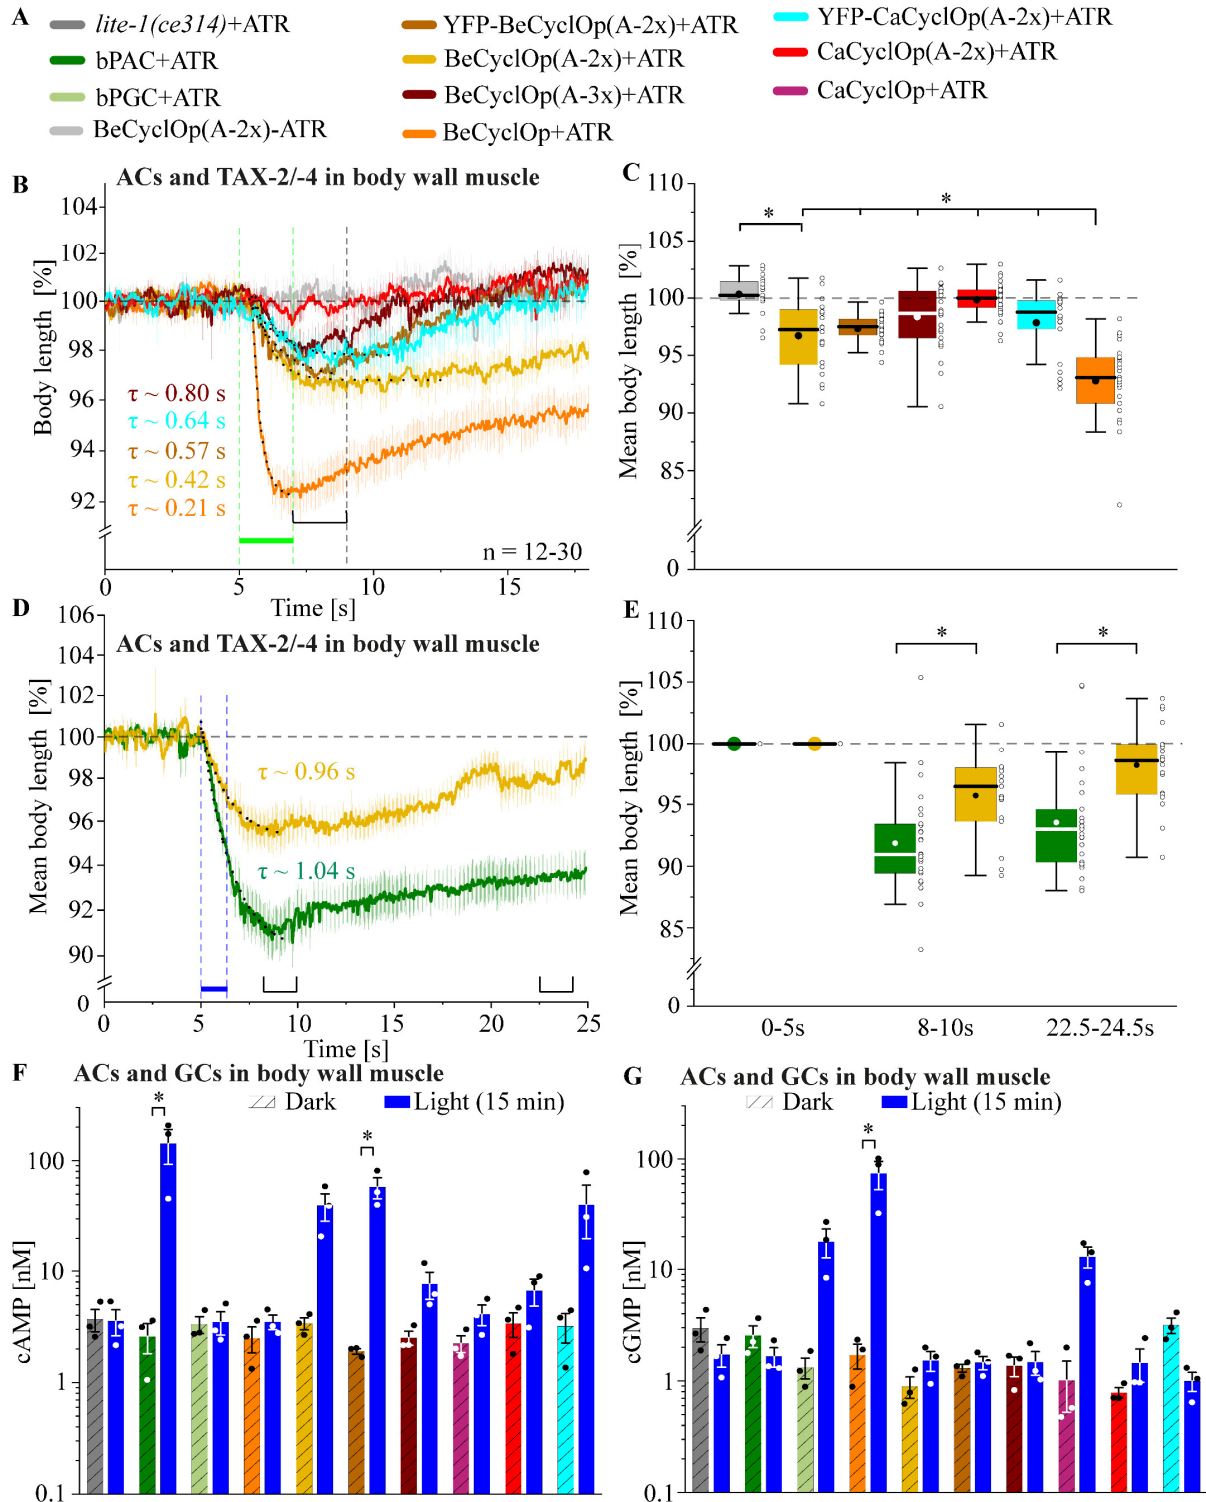 A
lite-1(ce314)+ATR
bPAC+ATR
bPGC+ATR
BeCyclOp(A-2x)-ATR
YFP-BeCyclOp(A-2x)+ATR
BeCyclOp(A-2x)+ATR
BeCyclOp(A-3x)+ATR
BeCyclOp+ATR
YFP-CaCyclOp(A-2x)+ATR
CaCyclOp(A-2x)+ATR
CaCyclOp+ATR
B
ACs and TAX-2/-4 in body wall muscle
Body length [%]
104
102
100
98
96
94
92
τ ~ 0.80 s
τ ~ 0.64 s
τ ~ 0.57 s
τ ~ 0.42 s
τ ~ 0.21 s
n = 12-30
0
5
10
15
Time [s]
C
Mean body length [%]
110
105
100
95
90
85
0
*
*
D
ACs and TAX-2/-4 in body wall muscle
Mean body length [%]
106
104
102
100
98
96
94
92
90
0
τ ~ 0.96 s
τ ~ 1.04 s
0
5
10
15
20
25
Time [s]
E
Mean body length [%]
110
105
100
95
90
85
0
*
*
0-5s
8-10s
22.5-24.5s
F
ACs and GCs in body wall muscle
Dark
Light (15 min)
cAMP [nM]
100
10
1
0.1
*
*
G
ACs and GCs in body wall muscle
Dark
Light (15 min)
cGMP [nM]
100
10
1
0.1
*